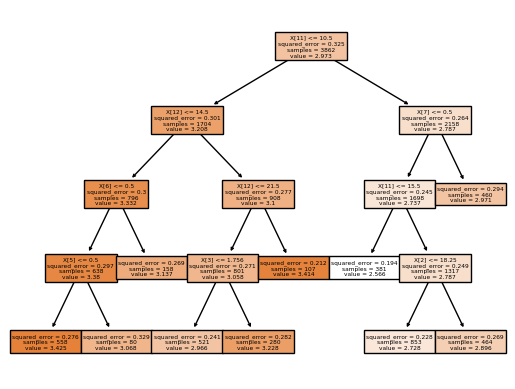 X[11] <= 10.5
squared_error = 0.325
samples = 3862
value = 2.973
X[12] <= 14.5
squared_error = 0.301
samples = 1704
value = 3.208
X[7] <= 0.5
squared_error = 0.264
samples = 2158
value = 2.787
X[6] <= 0.5
squared_error = 0.3
samples = 796
value = 3.332
X[12] <= 21.5
squared_error = 0.277
samples = 908
value = 3.1
X[11] <= 15.5
squared_error = 0.245
samples = 1698
value = 2.737
squared_error = 0.294
samples = 460
value = 2.971
X[5] <= 0.5
squared_error = 0.297
samples = 638
value = 3.38
squared_error = 0.269
samples = 158
value = 3.137
X[3] <= 1.756
squared_error = 0.271
samples = 801
value = 3.058
squared_error = 0.212
samples = 107
value = 3.414
squared_error = 0.194
samples = 381
value = 2.566
X[2] <= 18.25
squared_error = 0.249
samples = 1317
value = 2.787
squared_error = 0.276
samples = 558
value = 3.425
squared_error = 0.329
samples = 80
value = 3.068
squared_error = 0.241
samples = 521
value = 2.966
squared_error = 0.282
samples = 280
value = 3.228
squared_error = 0.228
samples = 853
value = 2.728
squared_error = 0.269
samples = 464
value = 2.896